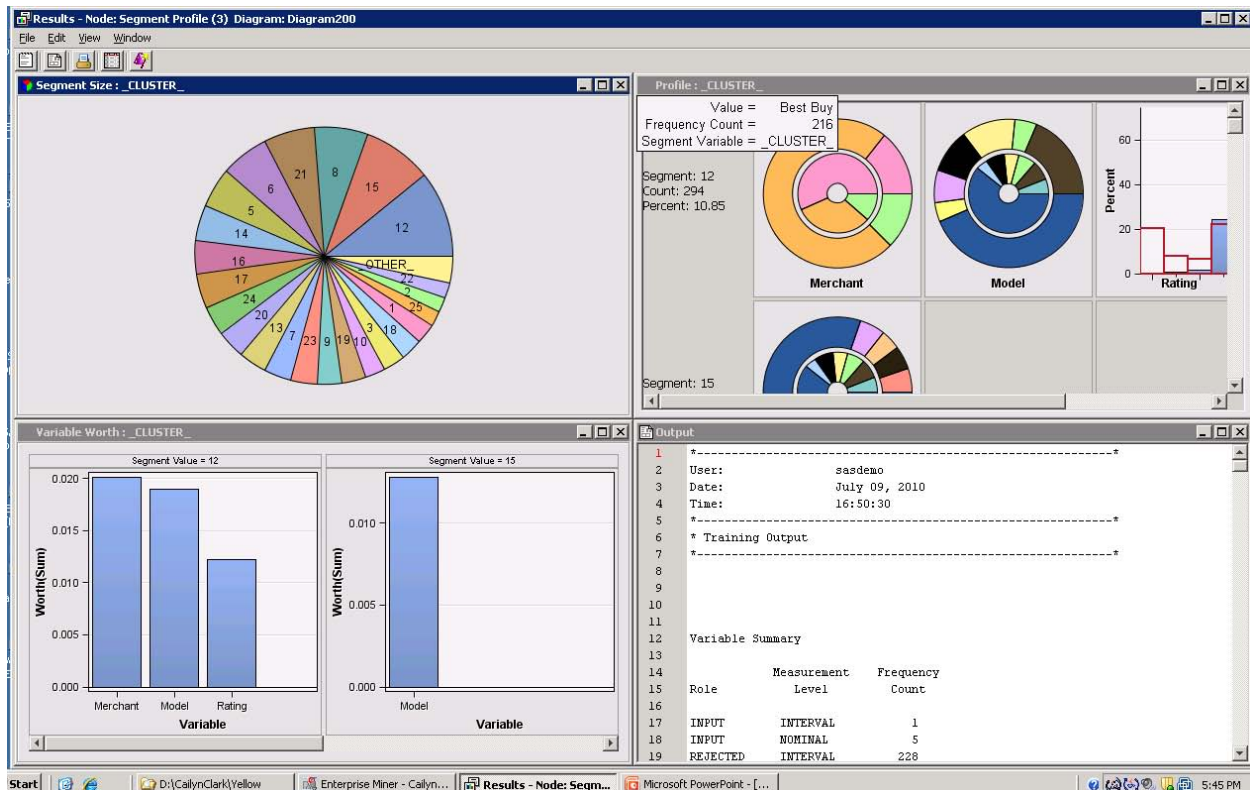 Results - Node: Segment Profile (3) Diagram: Diagram200
File Edit View Window
Segment Size : _CLUSTER_
8
15
12
_OTHER_
22
2
25
1
18
3
10
19
9
23
7
13
20
24
17
16
14
5
6
21
Profile : _CLUSTER_
Value = Best Buy
Frequency Count = 216
Segment Variable = _CLUSTER_
Segment: 12
Count: 294
Percent: 10.85
Merchant
Model
Percent
60
40
20
0
Rating
Segment: 15
Variable Worth : _CLUSTER_
Segment Value = 12
Worth(Sum)
0.020
0.015
0.010
0.005
0.000
Merchant Model Rating
Variable
Segment Value = 15
Worth(Sum)
0.010
0.005
0.000
Model
Variable
Output
1 *------------------------------------------------------------*
2 User: sasdemo
3 Date: July 09, 2010
4 Time: 16:50:30
5 *------------------------------------------------------------*
6 * Training Output
7 *------------------------------------------------------------*
8
9
10
11
12 Variable Summary
13
14 Measurement Frequency
15 Role Level Count
16
17 INPUT INTERVAL 1
18 INPUT NOMINAL 5
19 REJECTED INTERVAL 228
Start
D:\CailynClark\Yellow
Enterprise Miner - Cailyn...
Results - Node: Segm...
Microsoft PowerPoint - [...
5:45 PM